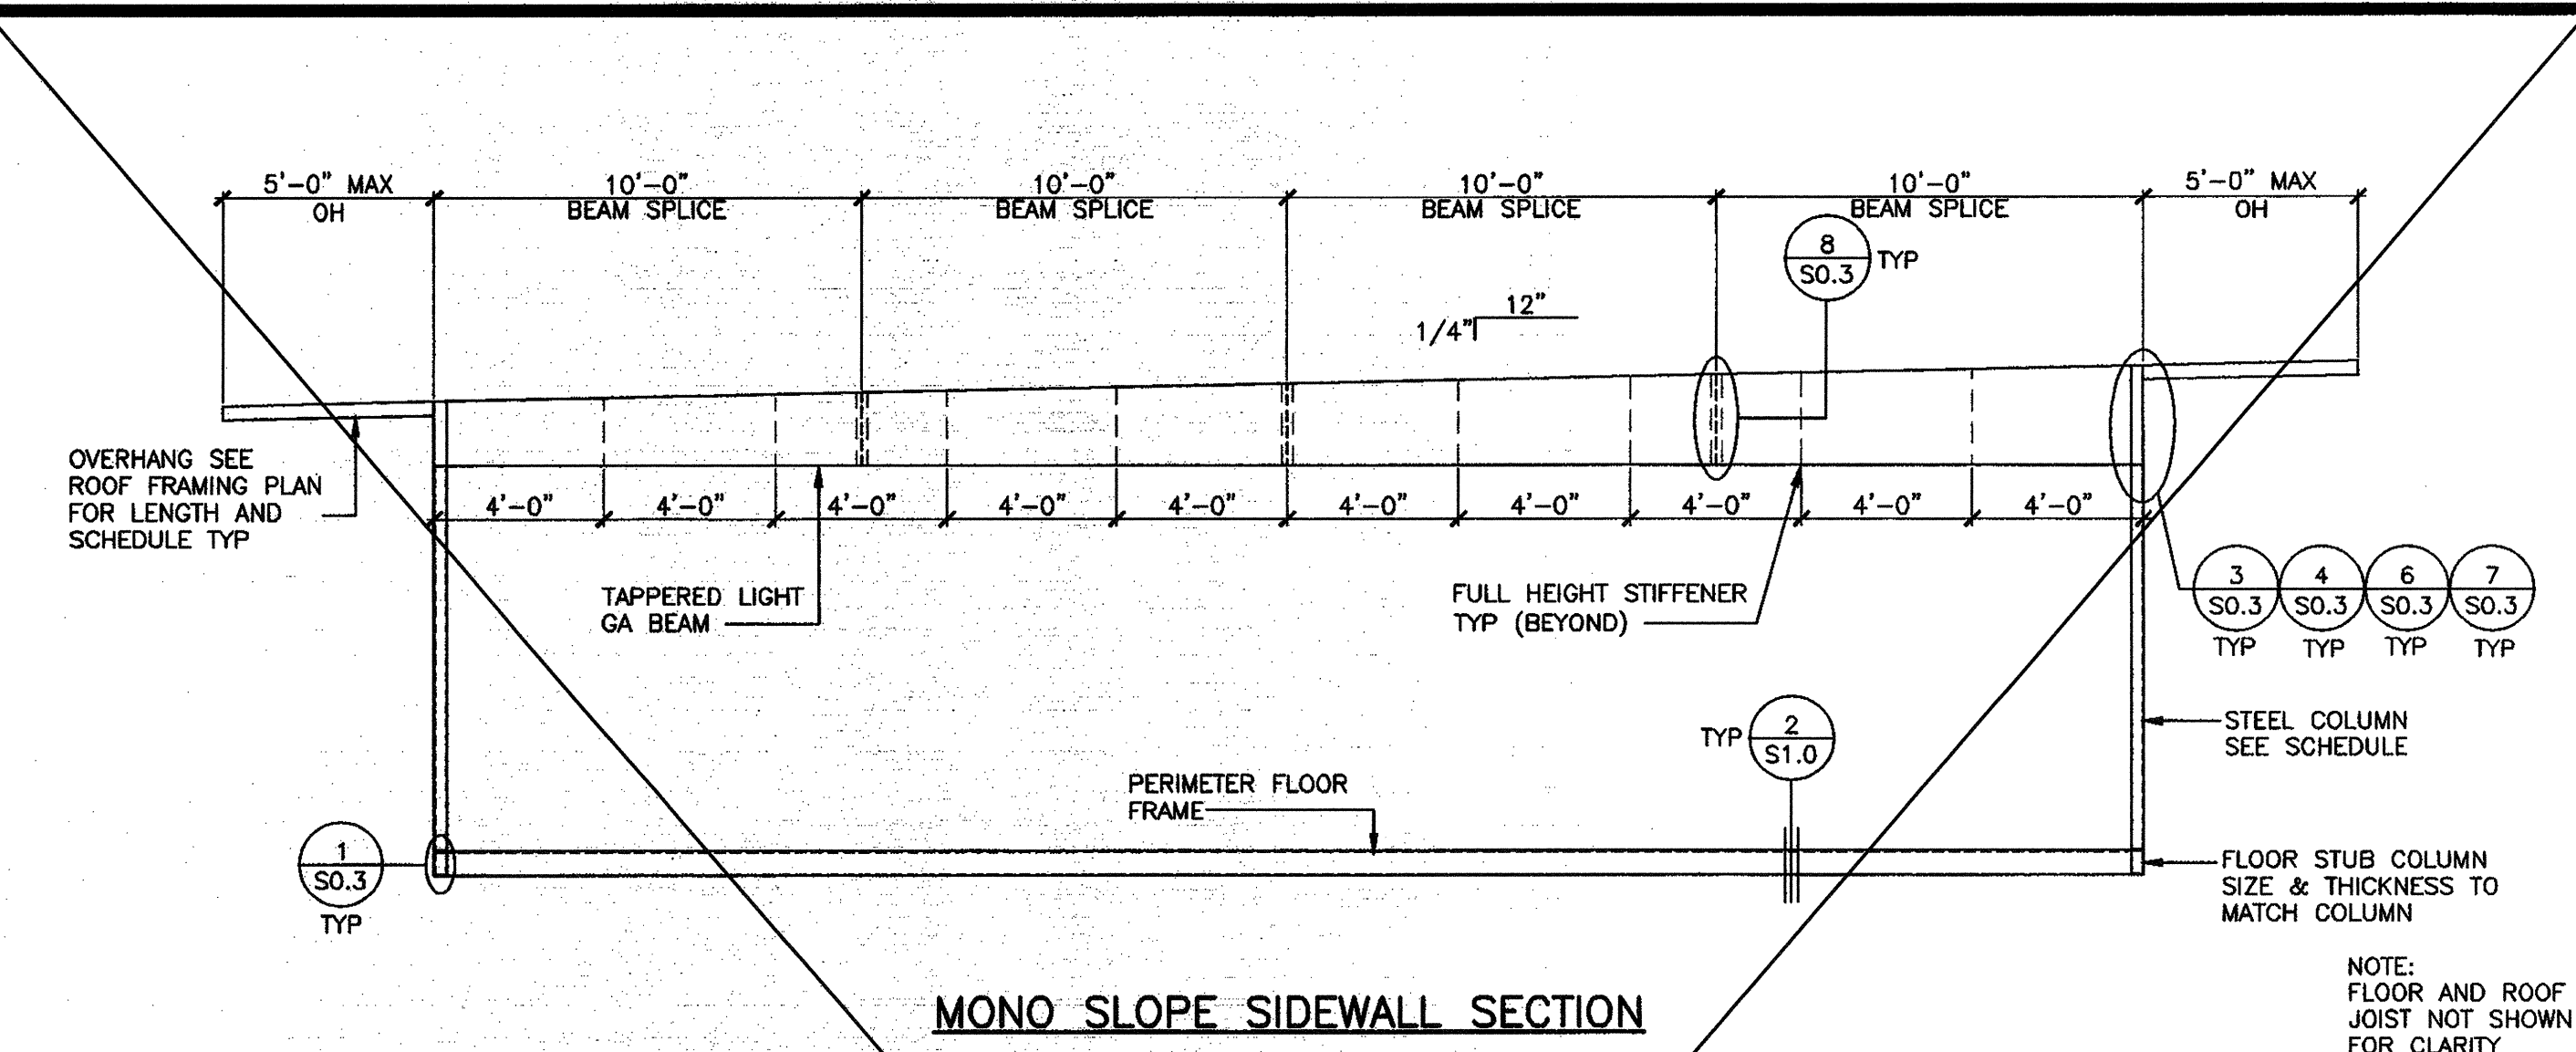 5'-0" MAX
OH
10'-0"
BEAM SPLICE
10'-0"
BEAM SPLICE
10'-0"
BEAM SPLICE
10'-0"
BEAM SPLICE
5'-0" MAX
OH
8
S0.3
TYP
12"
1/4"
OVERHANG SEE
ROOF FRAMING PLAN
FOR LENGTH AND
SCHEDULE TYP
4'-0"
4'-0"
4'-0"
4'-0"
4'-0"
4'-0"
4'-0"
4'-0"
4'-0"
4'-0"
TAPPERED LIGHT
GA BEAM
FULL HEIGHT STIFFENER
TYP (BEYOND)
3
S0.3
TYP
4
S0.3
TYP
6
S0.3
TYP
7
S0.3
TYP
STEEL COLUMN
SEE SCHEDULE
TYP
2
S1.0
PERIMETER FLOOR
FRAME
1
S0.3
TYP
FLOOR STUB COLUMN
SIZE & THICKNESS TO
MATCH COLUMN
NOTE:
FLOOR AND ROOF
JOIST NOT SHOWN
FOR CLARITY
MONO SLOPE SIDEWALL SECTION